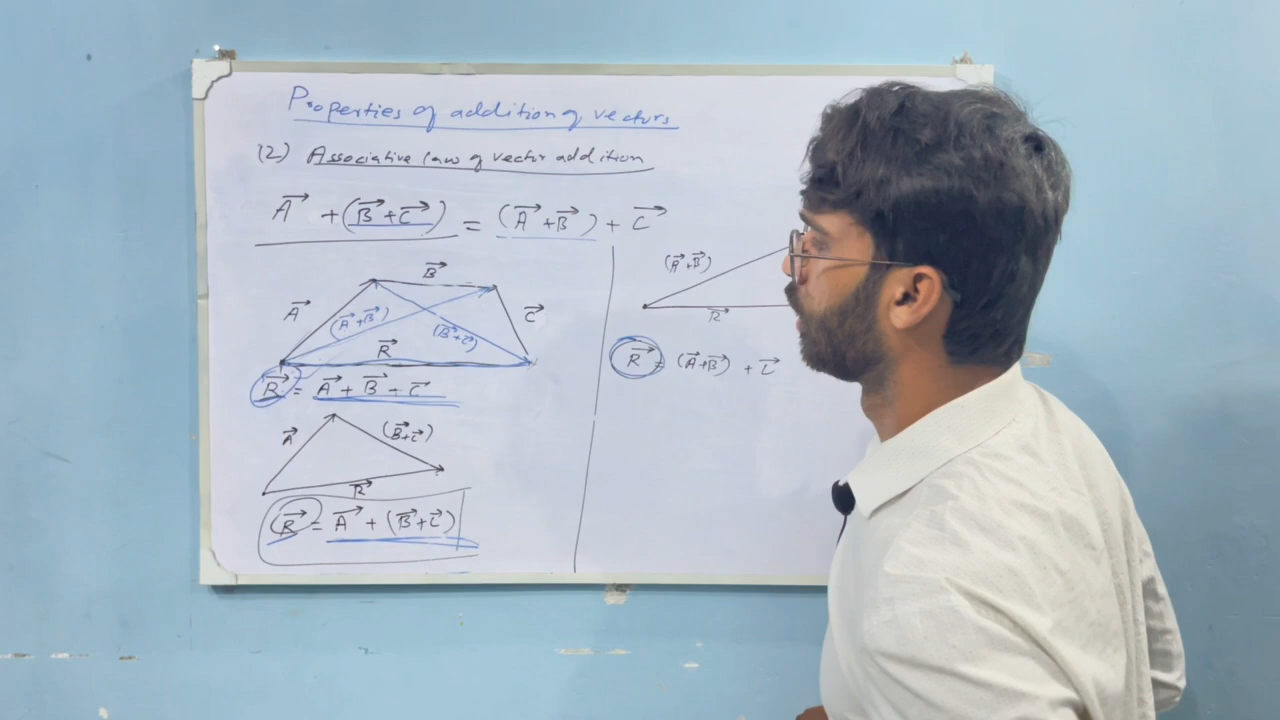 Properties of addition of vectors
(2) Associative law of vector addition
A⃗ + (B⃗ + C⃗) = (A⃗ + B⃗) + C⃗
B⃗
A⃗
(A⃗+B⃗)
(B⃗+C⃗)
C⃗
R⃗
R⃗ = A⃗ + B⃗ + C⃗
A⃗
(B⃗+C⃗)
R⃗
R⃗ = A⃗ + (B⃗+C⃗)
(A⃗+B⃗)
R⃗
R⃗ = (A⃗+B⃗) + C⃗